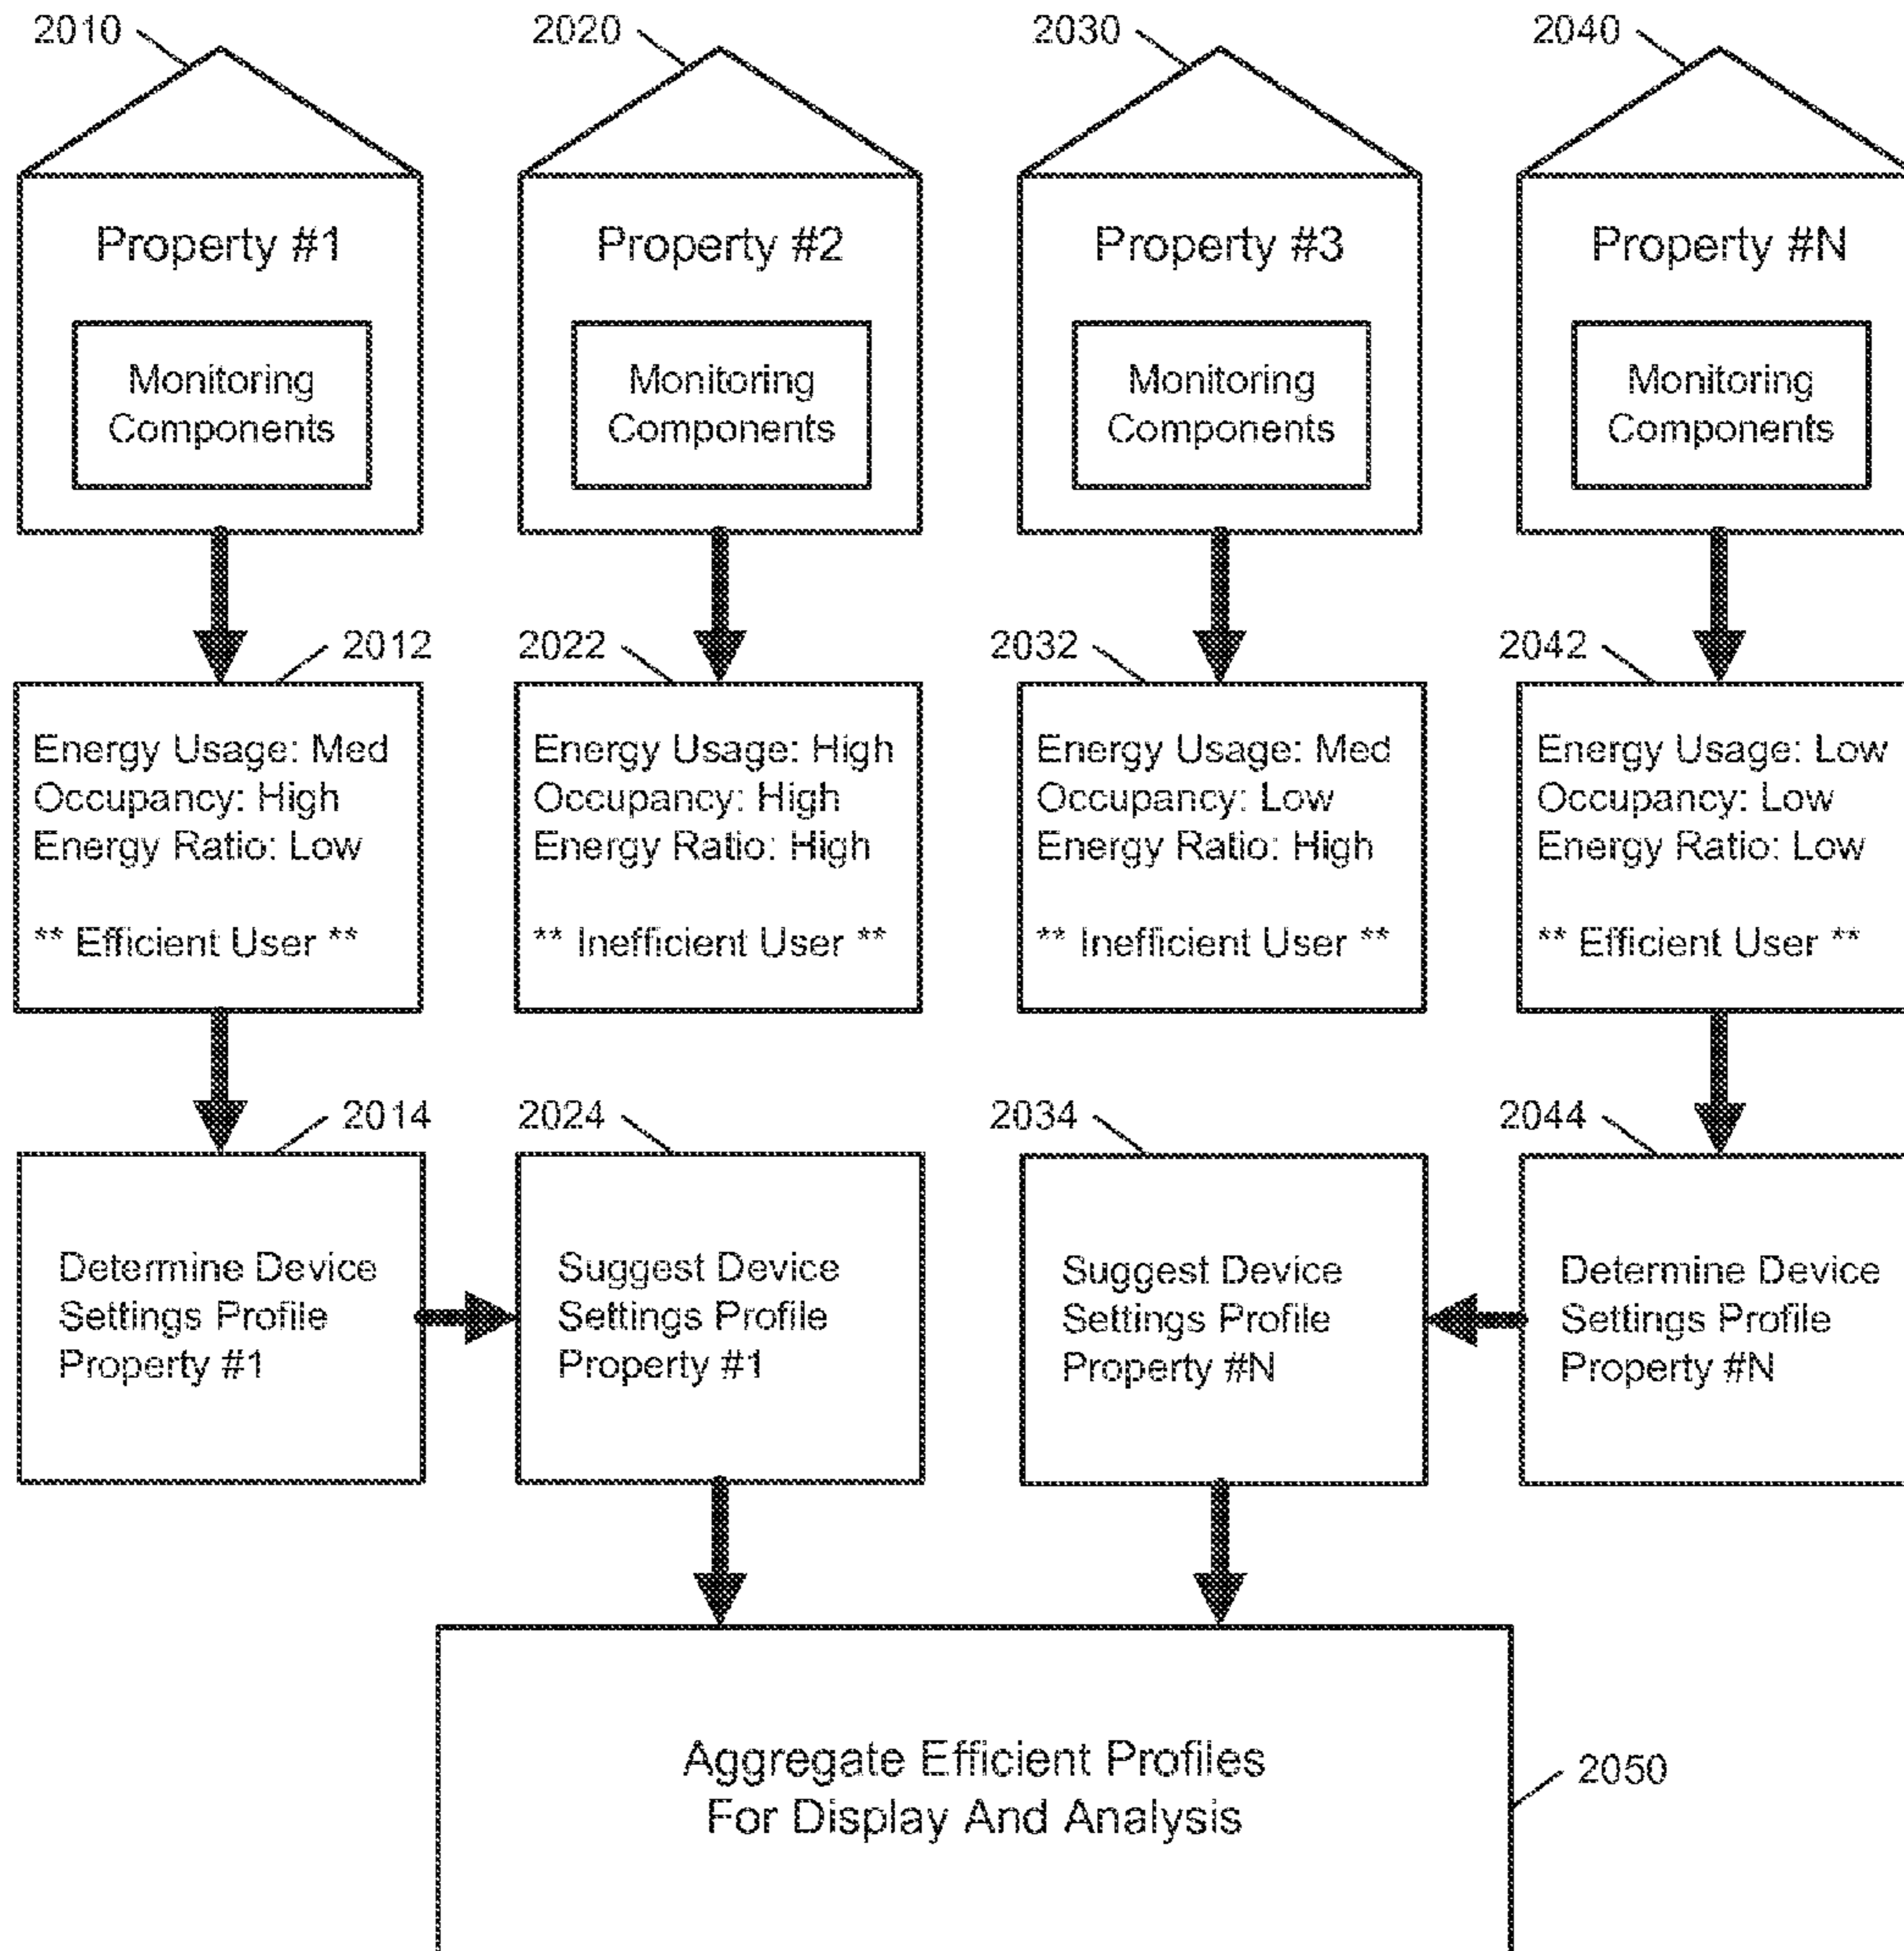 2010
2020
2030
2040
Property #1
Property #2
Property #3
Property #N
Monitoring
Components
Monitoring
Components
Monitoring
Components
Monitoring
Components
2012
2022
2032
2042
Energy Usage: Med
Occupancy: High
Energy Ratio: Low
** Efficient User **
Energy Usage: High
Occupancy: High
Energy Ratio: High
** Inefficient User **
Energy Usage: Med
Occupancy: Low
Energy Ratio: High
** Inefficient User **
Energy Usage: Low
Occupancy: Low
Energy Ratio: Low
** Efficient User **
2014
2024
2034
2044
Determine Device
Settings Profile
Property #1
Suggest Device
Settings Profile
Property #1
Suggest Device
Settings Profile
Property #N
Determine Device
Settings Profile
Property #N
Aggregate Efficient Profiles
For Display And Analysis
2050